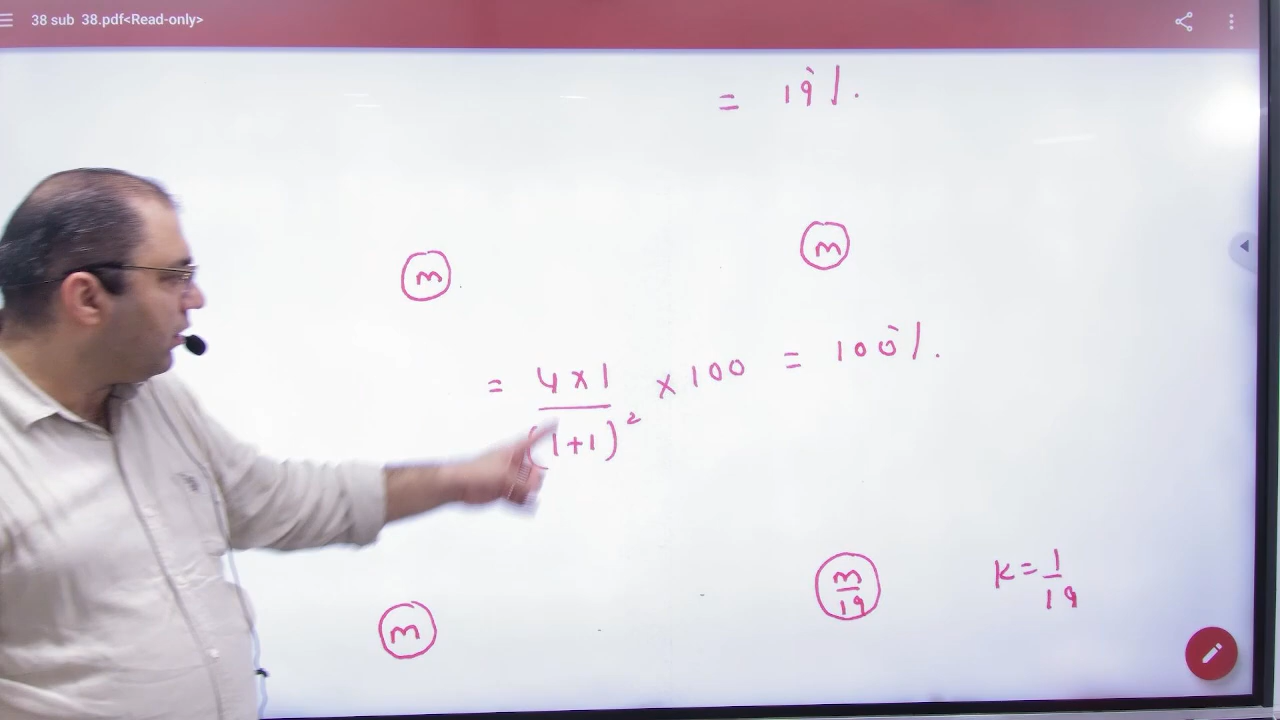 38 sub 38.pdf<Read-only>
= 19%.
m
m
= 4×1/(1+1)² × 100 = 100%.
m
m/19
K = 1/19